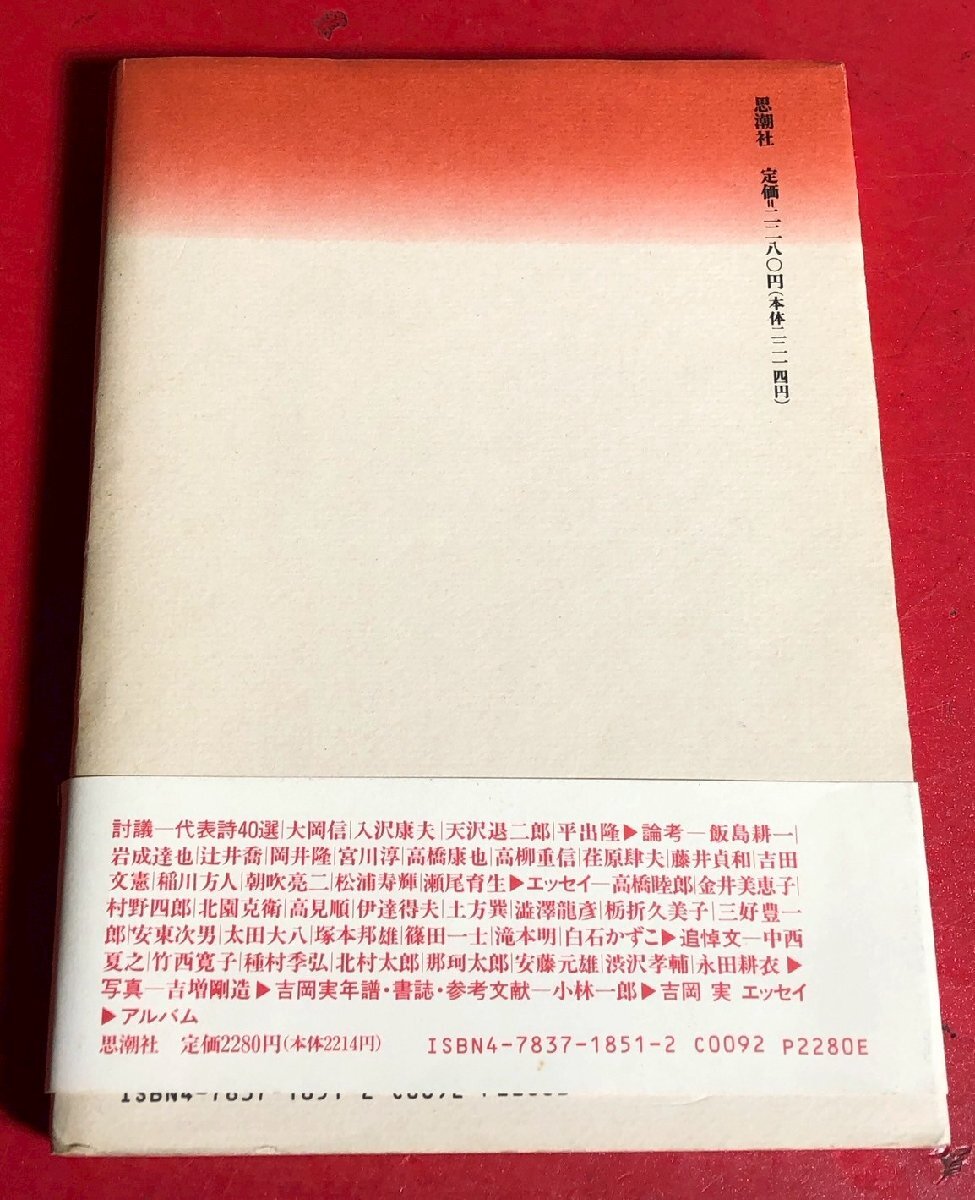 思潮社　定価=二二八〇円(本体二二一四円)
討議―代表詩40選|大岡信|入沢康夫|天沢退二郎|平出隆▶論考―飯島耕一|
岩成達也|辻井喬|岡井隆|宮川淳|高橋康也|高柳重信|荏原肆夫|藤井貞和|吉田
文憲|稲川方人|朝吹亮二|松浦寿輝|瀬尾育生▶エッセイ―高橋睦郎|金井美恵子|
村野四郎|北園克衛|高見順|伊達得夫|土方巽|澁澤龍彦|栃折久美子|三好豊一
郎|安東次男|太田大八|塚本邦雄|篠田一士|滝本明|白石かずこ▶追悼文―中西
夏之|竹西寛子|種村季弘|北村太郎|那珂太郎|安藤元雄|渋沢孝輔|永田耕衣▶
写真―吉増剛造▶吉岡実年譜・書誌・参考文献―小林一郎▶吉岡 実 エッセイ
▶アルバム
思潮社　定価2280円(本体2214円)　ISBN4-7837-1851-2 C0092 P2280E